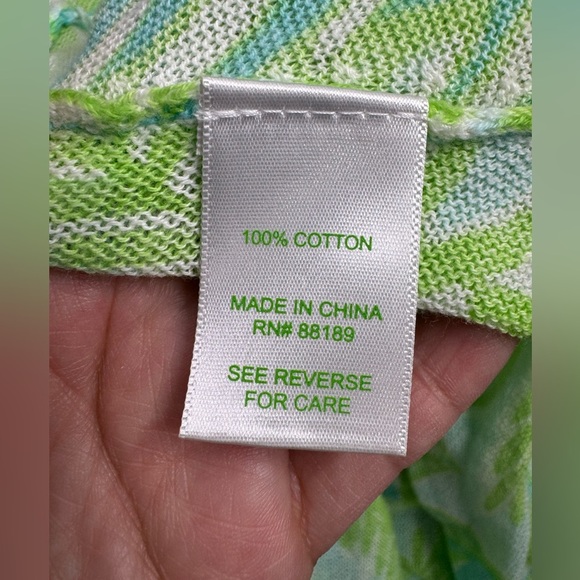 100% COTTON
MADE IN CHINA
RN# 88189
SEE REVERSE
FOR CARE